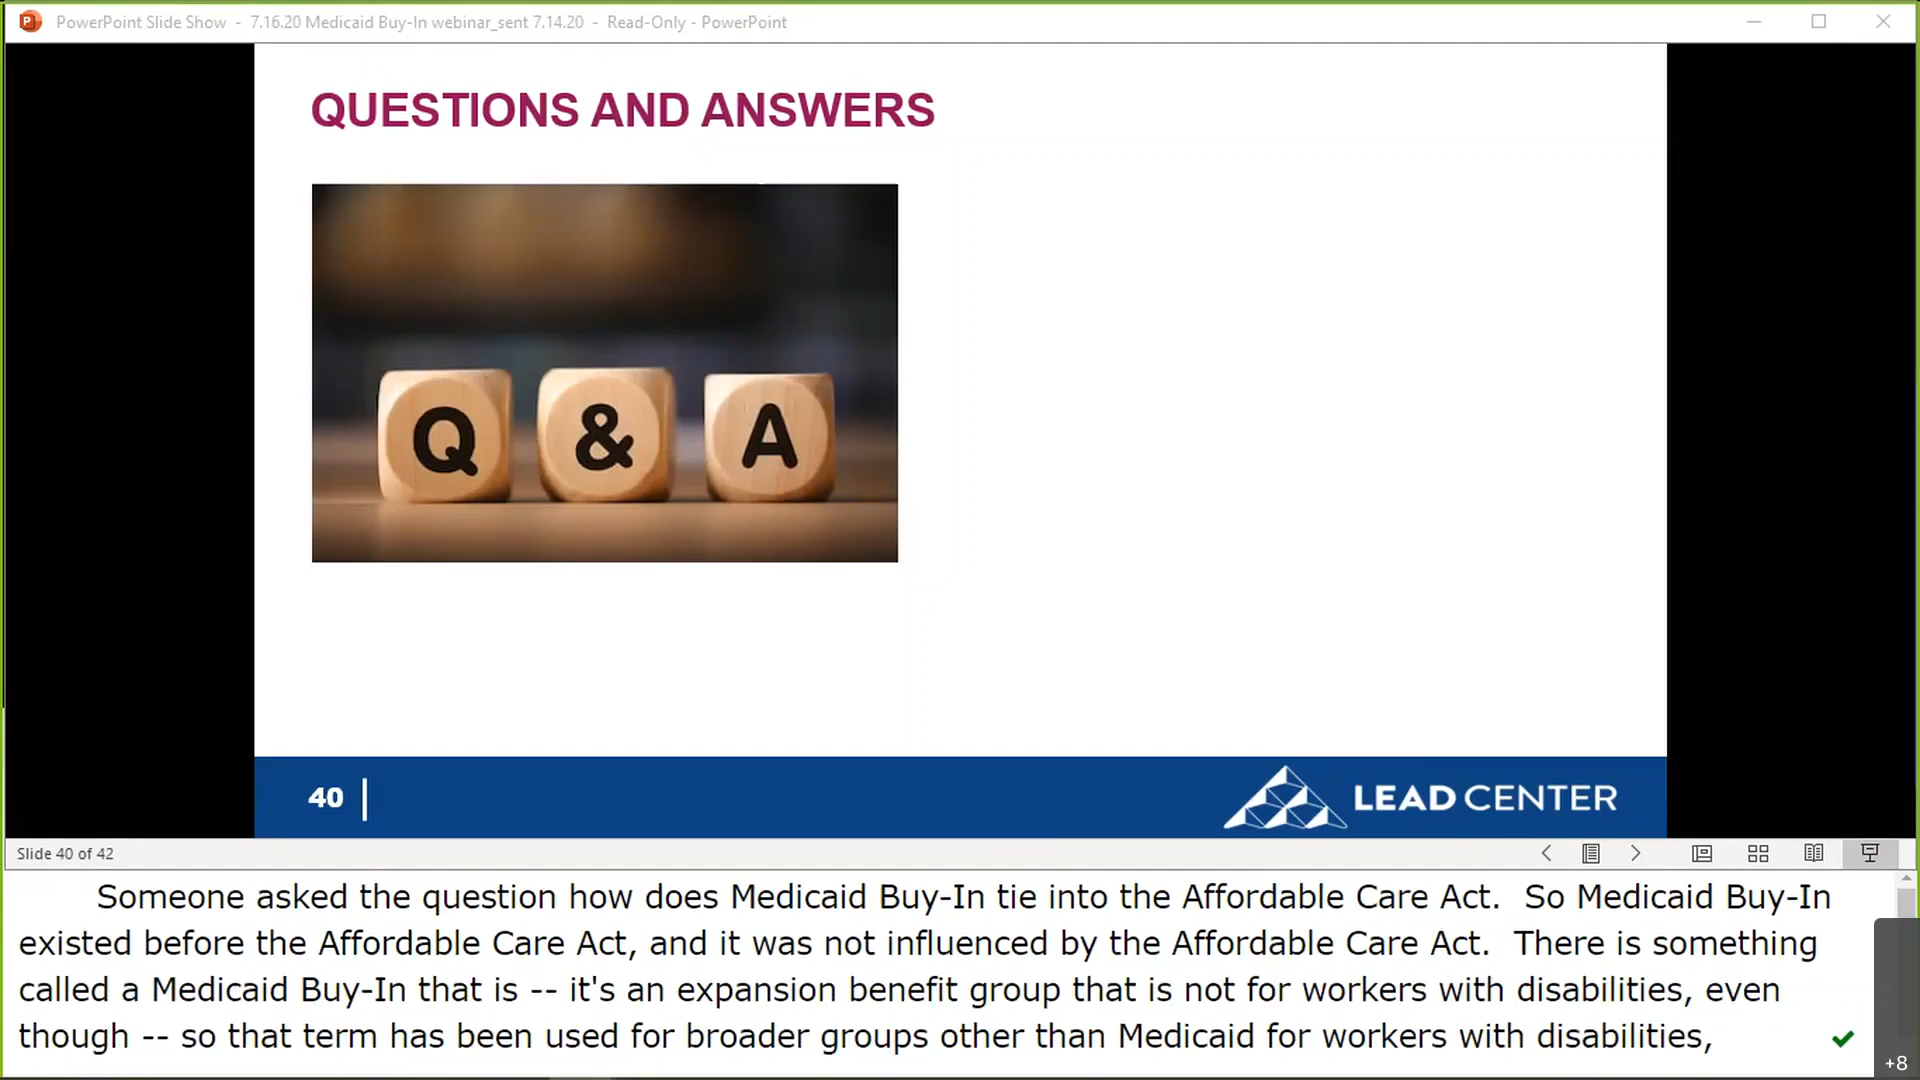 PowerPoint Slide Show - 7.16.20 Medicaid Buy-In webinar_sent 7.14.20 - Read-Only - PowerPoint
QUESTIONS AND ANSWERS
Q & A
40
LEAD CENTER
Slide 40 of 42
Someone asked the question how does Medicaid Buy-In tie into the Affordable Care Act. So Medicaid Buy-In
existed before the Affordable Care Act, and it was not influenced by the Affordable Care Act. There is something
called a Medicaid Buy-In that is -- it's an expansion benefit group that is not for workers with disabilities, even
though -- so that term has been used for broader groups other than Medicaid for workers with disabilities,
+8